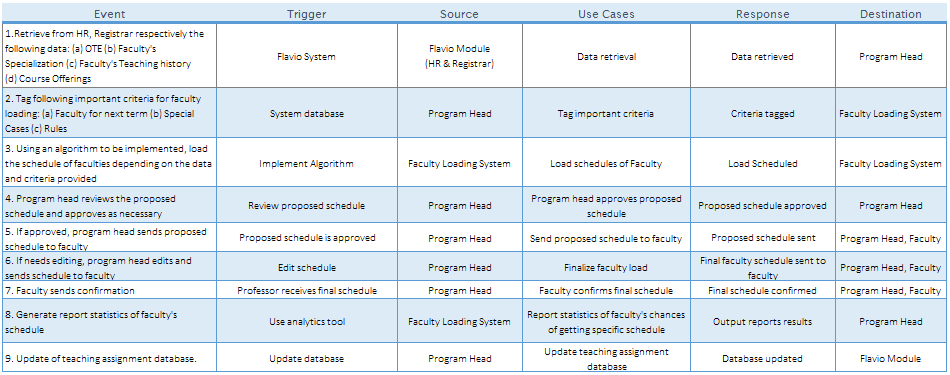 Event Trigger Source Use Cases Response Destination
1.Retrieve from HR, Registrar respectively the
following data: (a) OTE (b) Faculty's
Specialization (c) Faculty's Teaching history
(d) Course Offerings
Flavio System
Flavio Module
(HR & Registrar)
Data retrieval
Data retrieved
Program Head
2. Tag following important criteria for faculty
loading: (a) Faculty for next term (b) Special
Cases (c) Rules
System database
Program Head
Tag important criteria
Criteria tagged
Faculty Loading System
3. Using an algorithm to be implemented, load
the schedule of faculties depending on the data
and criteria provided
Implement Algorithm
Faculty Loading System
Load schedules of Faculty
Load Scheduled
Faculty Loading System
4. Program head reviews the proposed
schedule and approves as necessary
Review proposed schedule
Program Head
Program head approves proposed
schedule
Proposed schedule approved
Program Head
5. If approved, program head sends proposed
schedule to faculty
Proposed schedule is approved
Program Head
Send proposed schedule to faculty
Proposed schedule sent
Program Head, Faculty
6. If needs editing, program head edits and
sends schedule to faculty
Edit schedule
Program Head
Finalize faculty load
Final faculty schedule sent to
faculty
Program Head, Faculty
7. Faculty sends confirmation
Professor receives final schedule
Program Head
Faculty confirms final schedule
Final schedule confirmed
Program Head, Faculty
8. Generate report statistics of faculty's
schedule
Use analytics tool
Faculty Loading System
Report statistics of faculty's chances
of getting specific schedule
Output reports results
Program Head
9. Update of teaching assignment database.
Update database
Program Head
Update teaching assignment
database
Database updated
Flavio Module